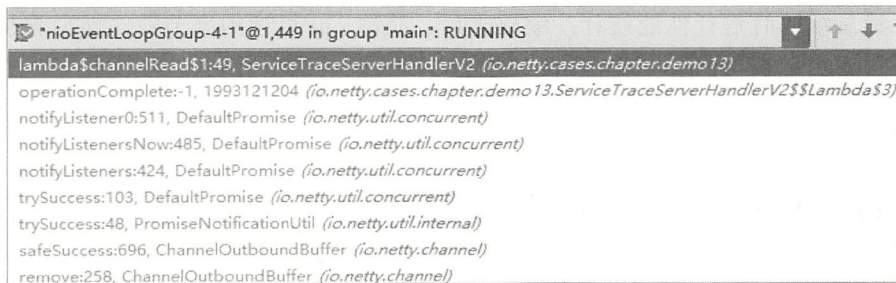 "nioEventLoopGroup-4-1"@1,449 in group "main": RUNNING
lambda$channelRead$1:49, ServiceTraceServerHandlerV2 (io.netty.cases.chapter.demo13)
operationComplete:-1, 1993121204 (io.netty.cases.chapter.demo13.ServiceTraceServerHandlerV2$$Lambda$3)
notifyListener0:511, DefaultPromise (io.netty.util.concurrent)
notifyListenersNow:485, DefaultPromise (io.netty.util.concurrent)
notifyListeners:424, DefaultPromise (io.netty.util.concurrent)
trySuccess:103, DefaultPromise (io.netty.util.concurrent)
trySuccess:48, PromiseNotificationUtil (io.netty.util.internal)
safeSuccess:696, ChannelOutboundBuffer (io.netty.channel)
remove:258, ChannelOutboundBuffer (io.netty.channel)